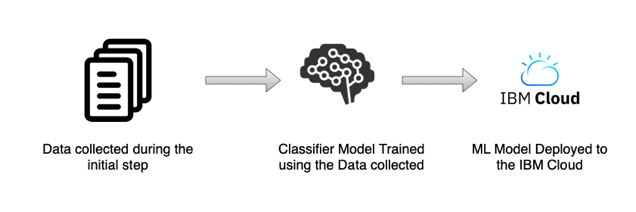 IBM Cloud
Data collected during the
initial step
Classifier Model Trained
using the Data collected
ML Model Deployed to
the IBM Cloud